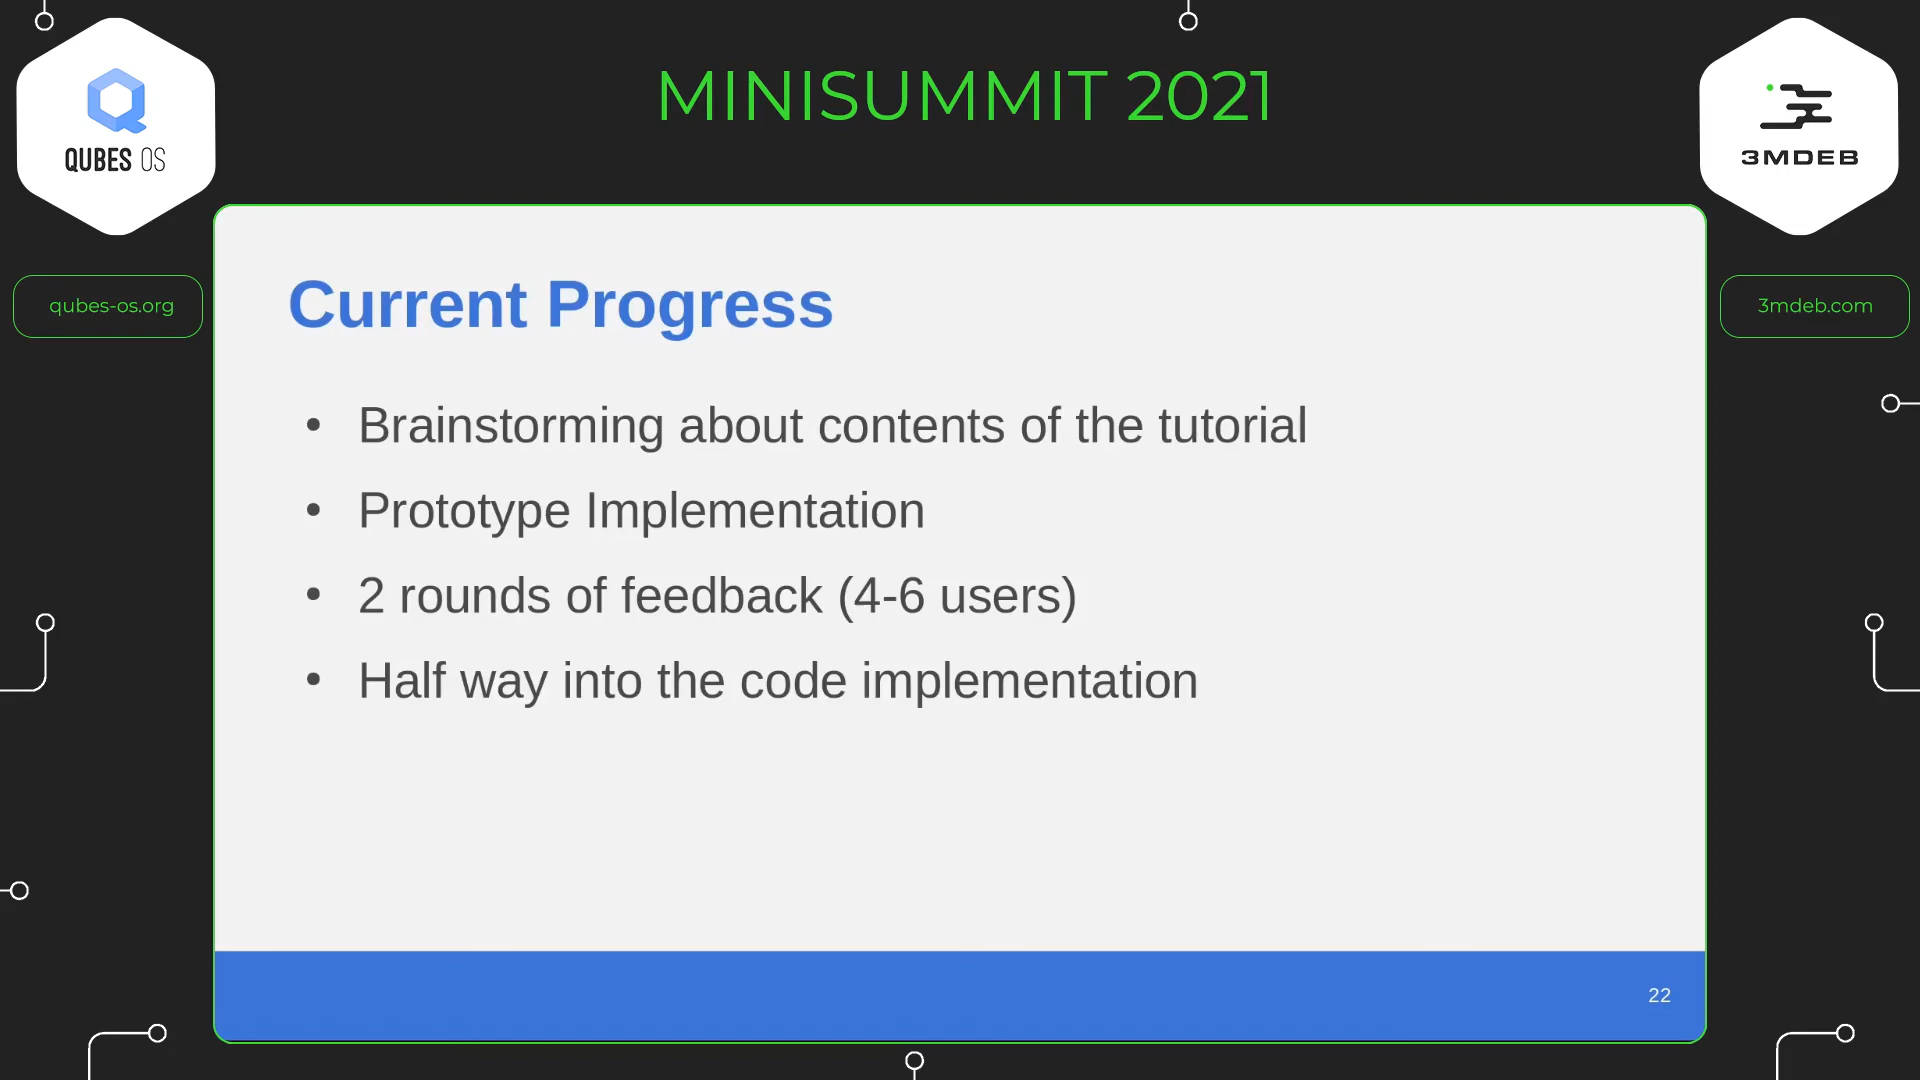 MINISUMMIT 2021
QUBES OS
3MDEB
qubes-os.org
3mdeb.com
Current Progress
• Brainstorming about contents of the tutorial
• Prototype Implementation
• 2 rounds of feedback (4-6 users)
• Half way into the code implementation
22